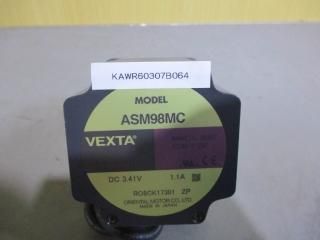 KAWR60307B064
MODEL
ASM98MC
VEXTA
DC 3.41V 1.1A
ORIENTAL MOTOR CO.,LTD.
MADE IN JAPAN